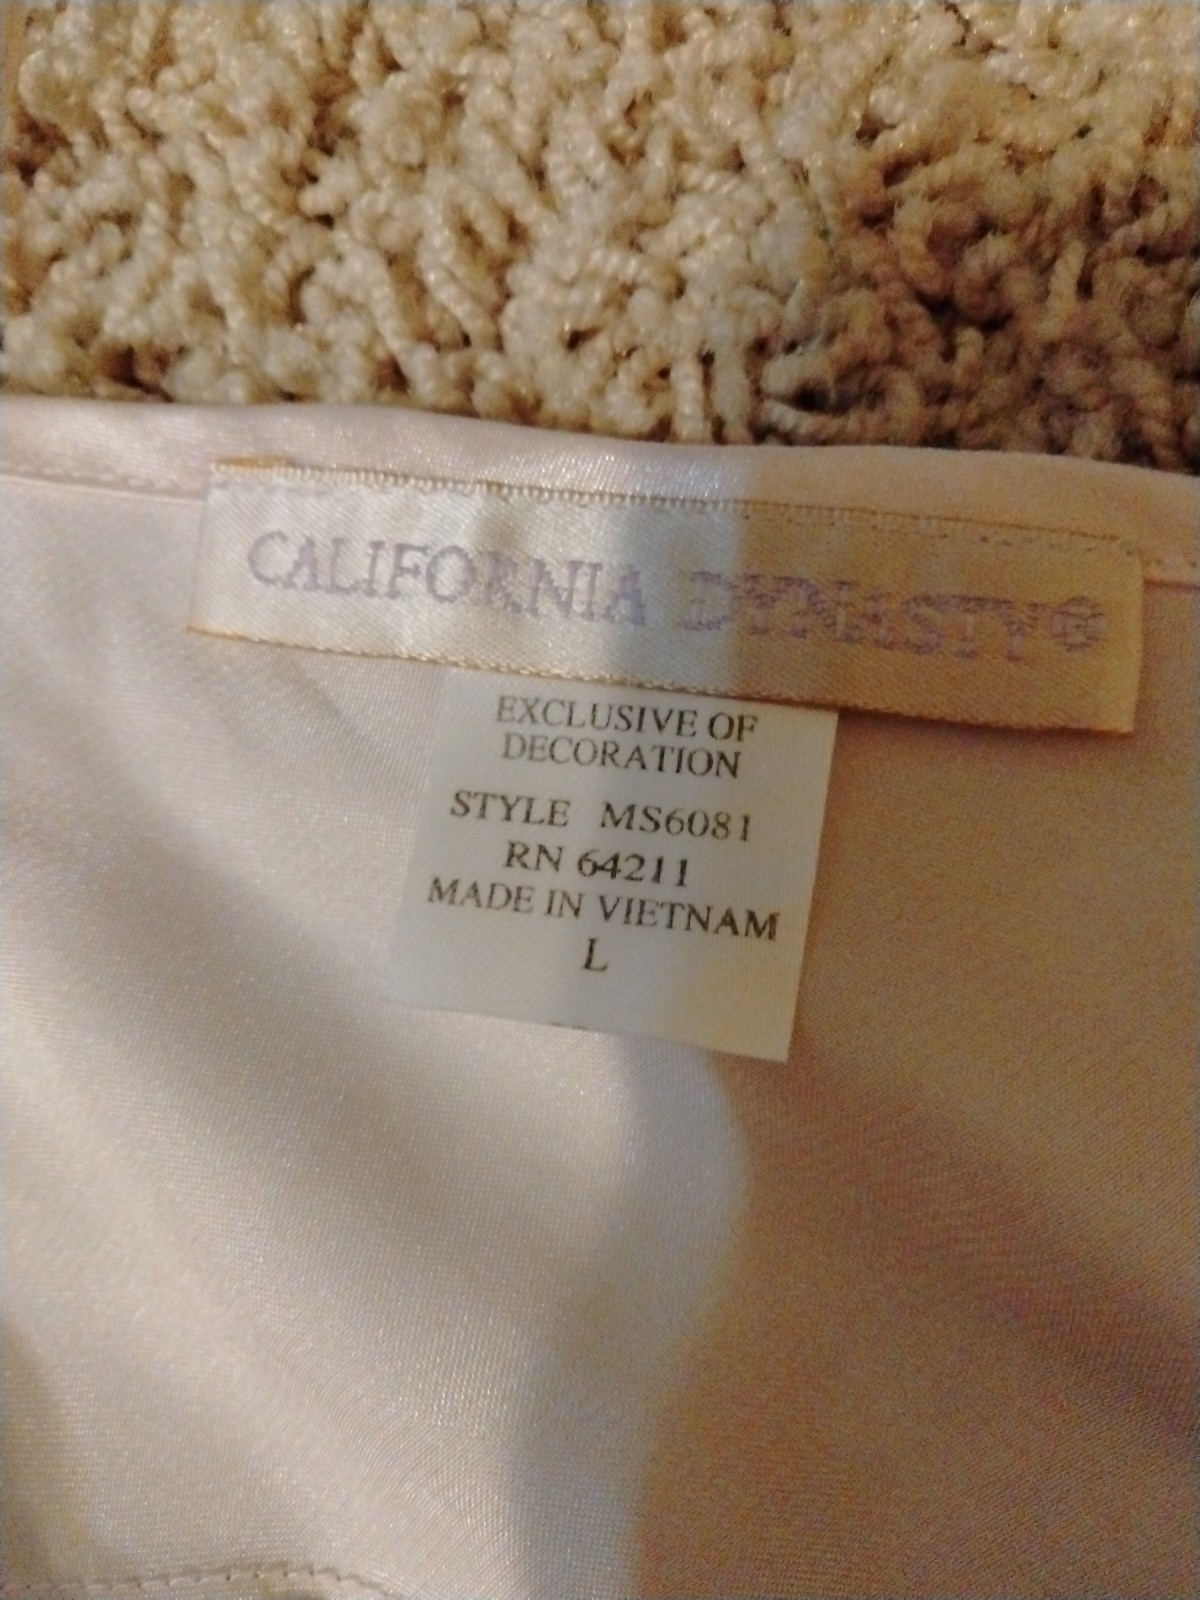 CALIFORNIA DYNASTY®
EXCLUSIVE OF
DECORATION
STYLE MS6081
RN 64211
MADE IN VIETNAM
L